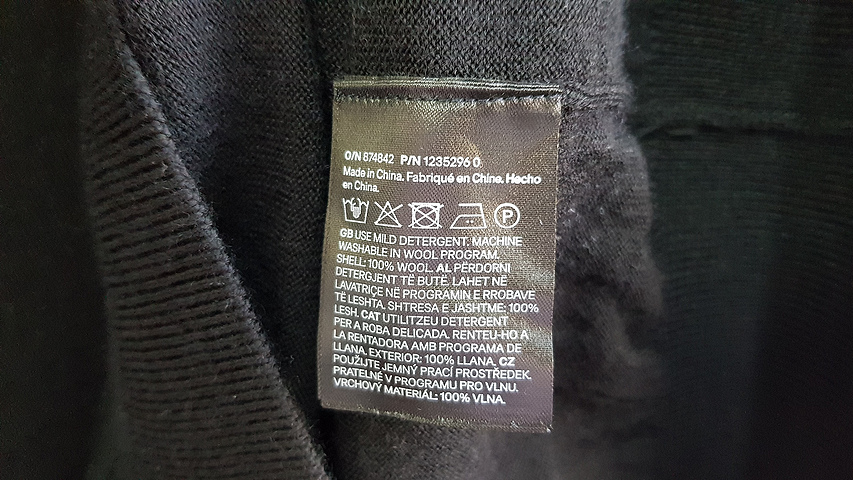 O/N 874842 P/N 1235296 0
Made in China. Fabriqué en Chine. Hecho
en China.
P
GB USE MILD DETERGENT. MACHINE
WASHABLE IN WOOL PROGRAM.
SHELL: 100% WOOL. AL PËRDORNI
DETERGJENT TË BUTË. LAHET NË
LAVATRIÇE NË PROGRAMIN E RROBAVE
TË LESHTA. SHTRESA E JASHTME: 100%
LESH. CAT UTILITZEU DETERGENT
PER A ROBA DELICADA. RENTEU-HO A
LA RENTADORA AMB PROGRAMA DE
LLANA. EXTERIOR: 100% LLANA. CZ
POUŽIJTE JEMNÝ PRACÍ PROSTŘEDEK.
PRATELNÉ V PROGRAMU PRO VLNU.
VRCHOVÝ MATERIÁL: 100% VLNA.